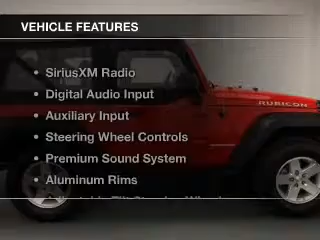 VEHICLE FEATURES
• SiriusXM Radio
• Digital Audio Input
• Auxiliary Input
RUBICON
• Steering Wheel Controls
• Premium Sound System
• Aluminum Rims